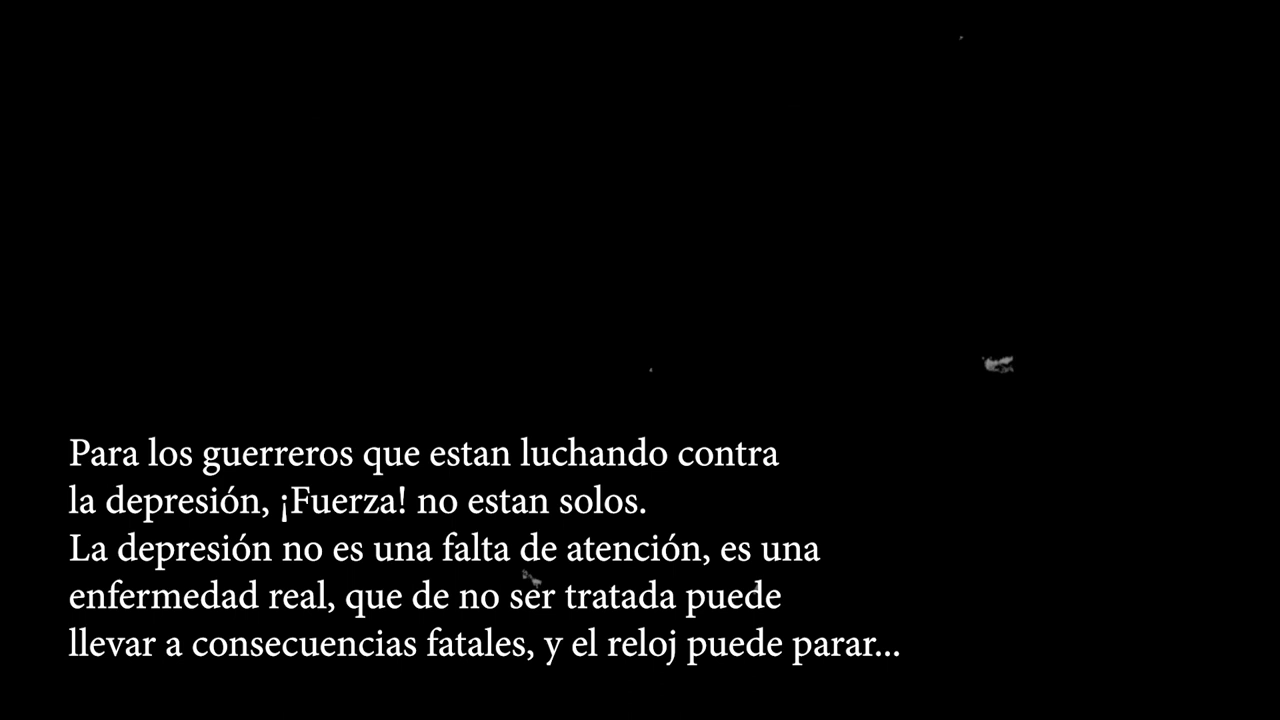 Para los guerreros que estan luchando contra
la depresión, ¡Fuerza! no estan solos.
La depresión no es una falta de atención, es una
enfermedad real, que de no ser tratada puede
llevar a consecuencias fatales, y el reloj puede parar...